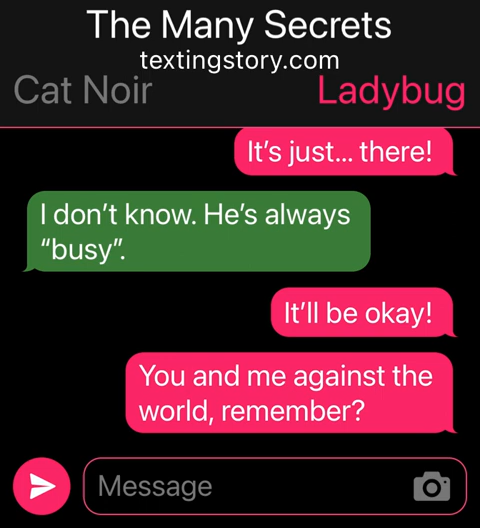 The Many Secrets
textingstory.com
Cat Noir
Ladybug
It’s just... there!
I don’t know. He’s always
“busy”.
It’ll be okay!
You and me against the
world, remember?
Message